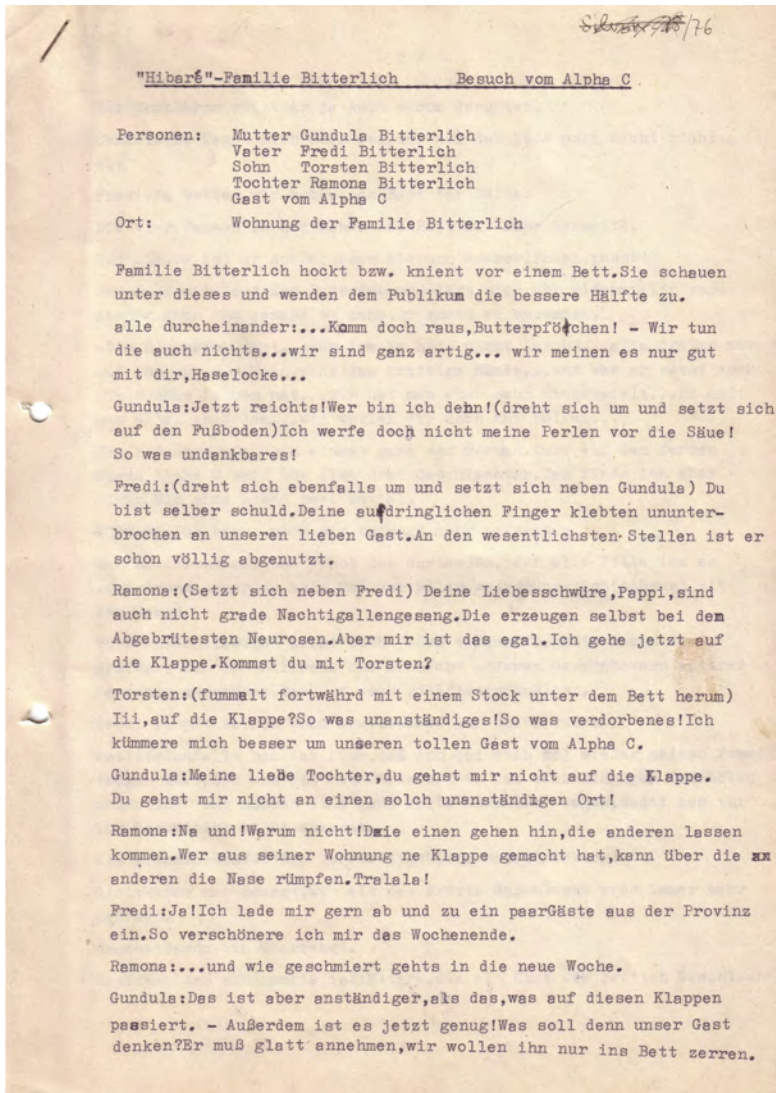 /76
"Hibaré"-Familie Bitterlich Besuch vom Alpha C
Personen: Mutter Gundula Bitterlich
Vater Fredi Bitterlich
Sohn Torsten Bitterlich
Tochter Ramona Bitterlich
Gast vom Alpha C
Ort: Wohnung der Familie Bitterlich
Familie Bitterlich hockt bzw. knient vor einem Bett.Sie schauen
unter dieses und wenden dem Publikum die bessere Hälfte zu.
alle durcheinander:...Komm doch raus,Butterpfötchen! - Wir tun
die auch nichts...wir sind ganz artig... wir meinen es nur gut
mit dir,Haselocke...
Gundula:Jetzt reichts!Wer bin ich dehn!(dreht sich um und setzt sich
auf den Fußboden)Ich werfe doch nicht meine Perlen vor die Säue!
So was undankbares!
Fredi:(dreht sich ebenfalls um und setzt sich neben Gundula) Du
bist selber schuld.Deine aufdringlichen Finger klebten ununter-
brochen an unseren lieben Gast.An den wesentlichsten Stellen ist er
schon völlig abgenutzt.
Ramona:(Setzt sich neben Fredi) Deine Liebesschwüre,Pappi,sind
auch nicht grade Nachtigallengesang.Die erzeugen selbst bei dem
Abgebrütesten Neurosen.Aber mir ist das egal.Ich gehe jetzt auf
die Klappe.Kommst du mit Torsten?
Torsten:(fummelt fortwährd mit einem Stock unter dem Bett herum)
Iii,auf die Klappe?So was unanständiges!So was verdorbenes!Ich
kümmere mich besser um unseren tollen Gast vom Alpha C.
Gundula:Meine liebe Tochter,du gehst mir nicht auf die Klappe.
Du gehst mir nicht an einen solch unanständigen Ort!
Ramona:Na und!Warum nicht!Die einen gehen hin,die anderen lassen
kommen.Wer aus seiner Wohnung ne Klappe gemacht hat,kann über die
anderen die Nase rümpfen.Tralala!
Fredi:Ja!Ich lade mir gern ab und zu ein paarGäste aus der Provinz
ein.So verschönere ich mir das Wochenende.
Ramona:...und wie geschmiert gehts in die neue Woche.
Gundula:Das ist aber anständiger,als das,was auf diesen Klappen
passiert. - Außerdem ist es jetzt genug!Was soll denn unser Gast
denken?Er muß glatt annehmen,wir wollen ihn nur ins Bett zerren.